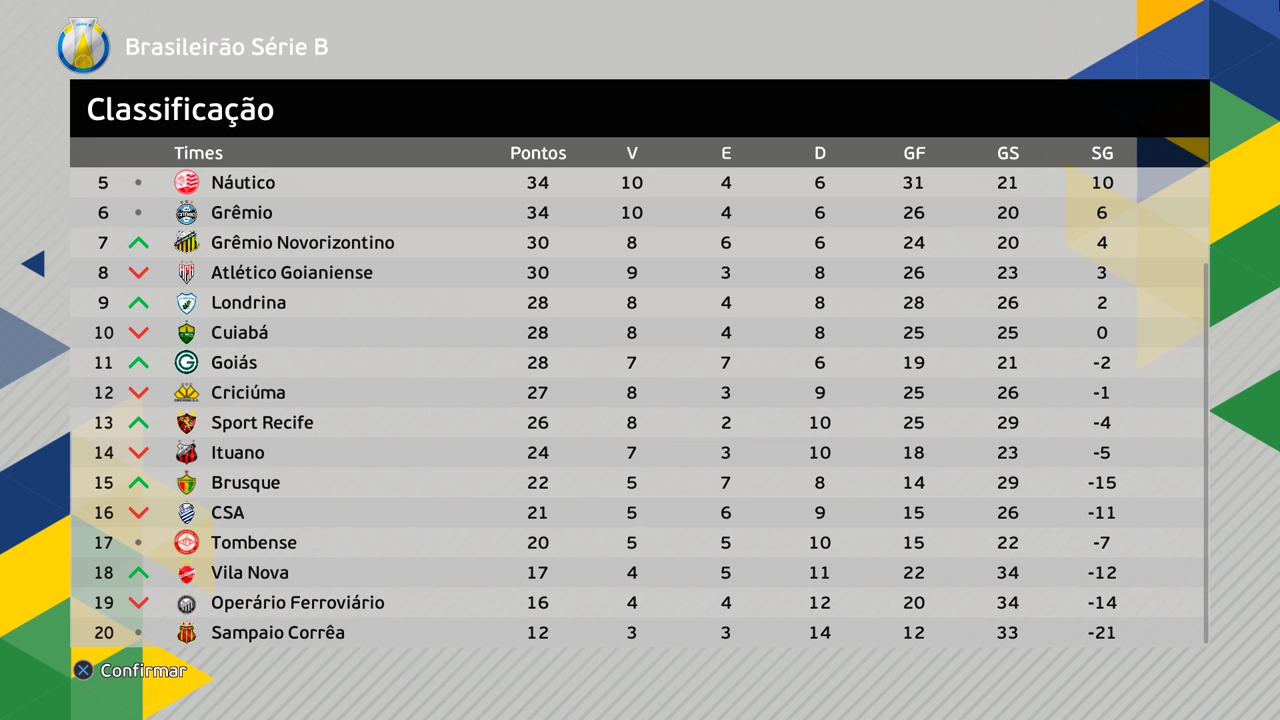 Brasileirão Série B
Classificação
Times Pontos V E D GF GS SG
5 Náutico 34 10 4 6 31 21 10
6 Grêmio 34 10 4 6 26 20 6
7 Grêmio Novorizontino 30 8 6 6 24 20 4
8 Atlético Goianiense 30 9 3 8 26 23 3
9 Londrina 28 8 4 8 28 26 2
10 Cuiabá 28 8 4 8 25 25 0
11 Goiás 28 7 7 6 19 21 -2
12 Criciúma 27 8 3 9 25 26 -1
13 Sport Recife 26 8 2 10 25 29 -4
14 Ituano 24 7 3 10 18 23 -5
15 Brusque 22 5 7 8 14 29 -15
16 CSA 21 5 6 9 15 26 -11
17 Tombense 20 5 5 10 15 22 -7
18 Vila Nova 17 4 5 11 22 34 -12
19 Operário Ferroviário 16 4 4 12 20 34 -14
20 Sampaio Corrêa 12 3 3 14 12 33 -21
Confirmar